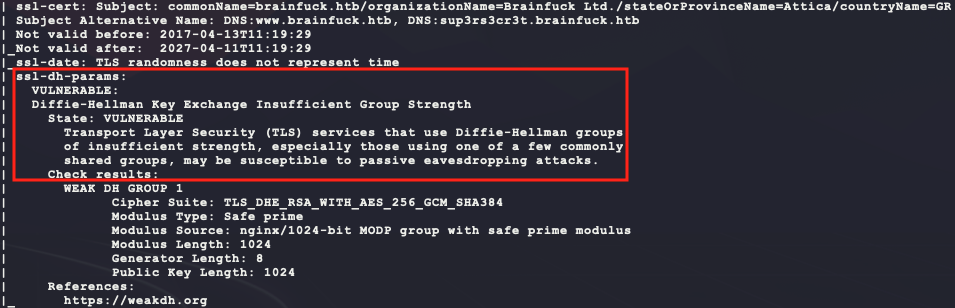 | ssl-cert: Subject: commonName=brainfuck.htb/organizationName=Brainfuck Ltd./stateOrProvinceName=Attica/countryName=GR
| Subject Alternative Name: DNS:www.brainfuck.htb, DNS:sup3rs3cr3t.brainfuck.htb
| Not valid before: 2017-04-13T11:19:29
|_Not valid after:  2027-04-11T11:19:29
|_ssl-date: TLS randomness does not represent time
| ssl-dh-params:
|   VULNERABLE:
|   Diffie-Hellman Key Exchange Insufficient Group Strength
|     State: VULNERABLE
|       Transport Layer Security (TLS) services that use Diffie-Hellman groups
|       of insufficient strength, especially those using one of a few commonly
|       shared groups, may be susceptible to passive eavesdropping attacks.
|     Check results:
|       WEAK DH GROUP 1
|             Cipher Suite: TLS_DHE_RSA_WITH_AES_256_GCM_SHA384
|             Modulus Type: Safe prime
|             Modulus Source: nginx/1024-bit MODP group with safe prime modulus
|             Modulus Length: 1024
|             Generator Length: 8
|             Public Key Length: 1024
|     References:
|_      https://weakdh.org